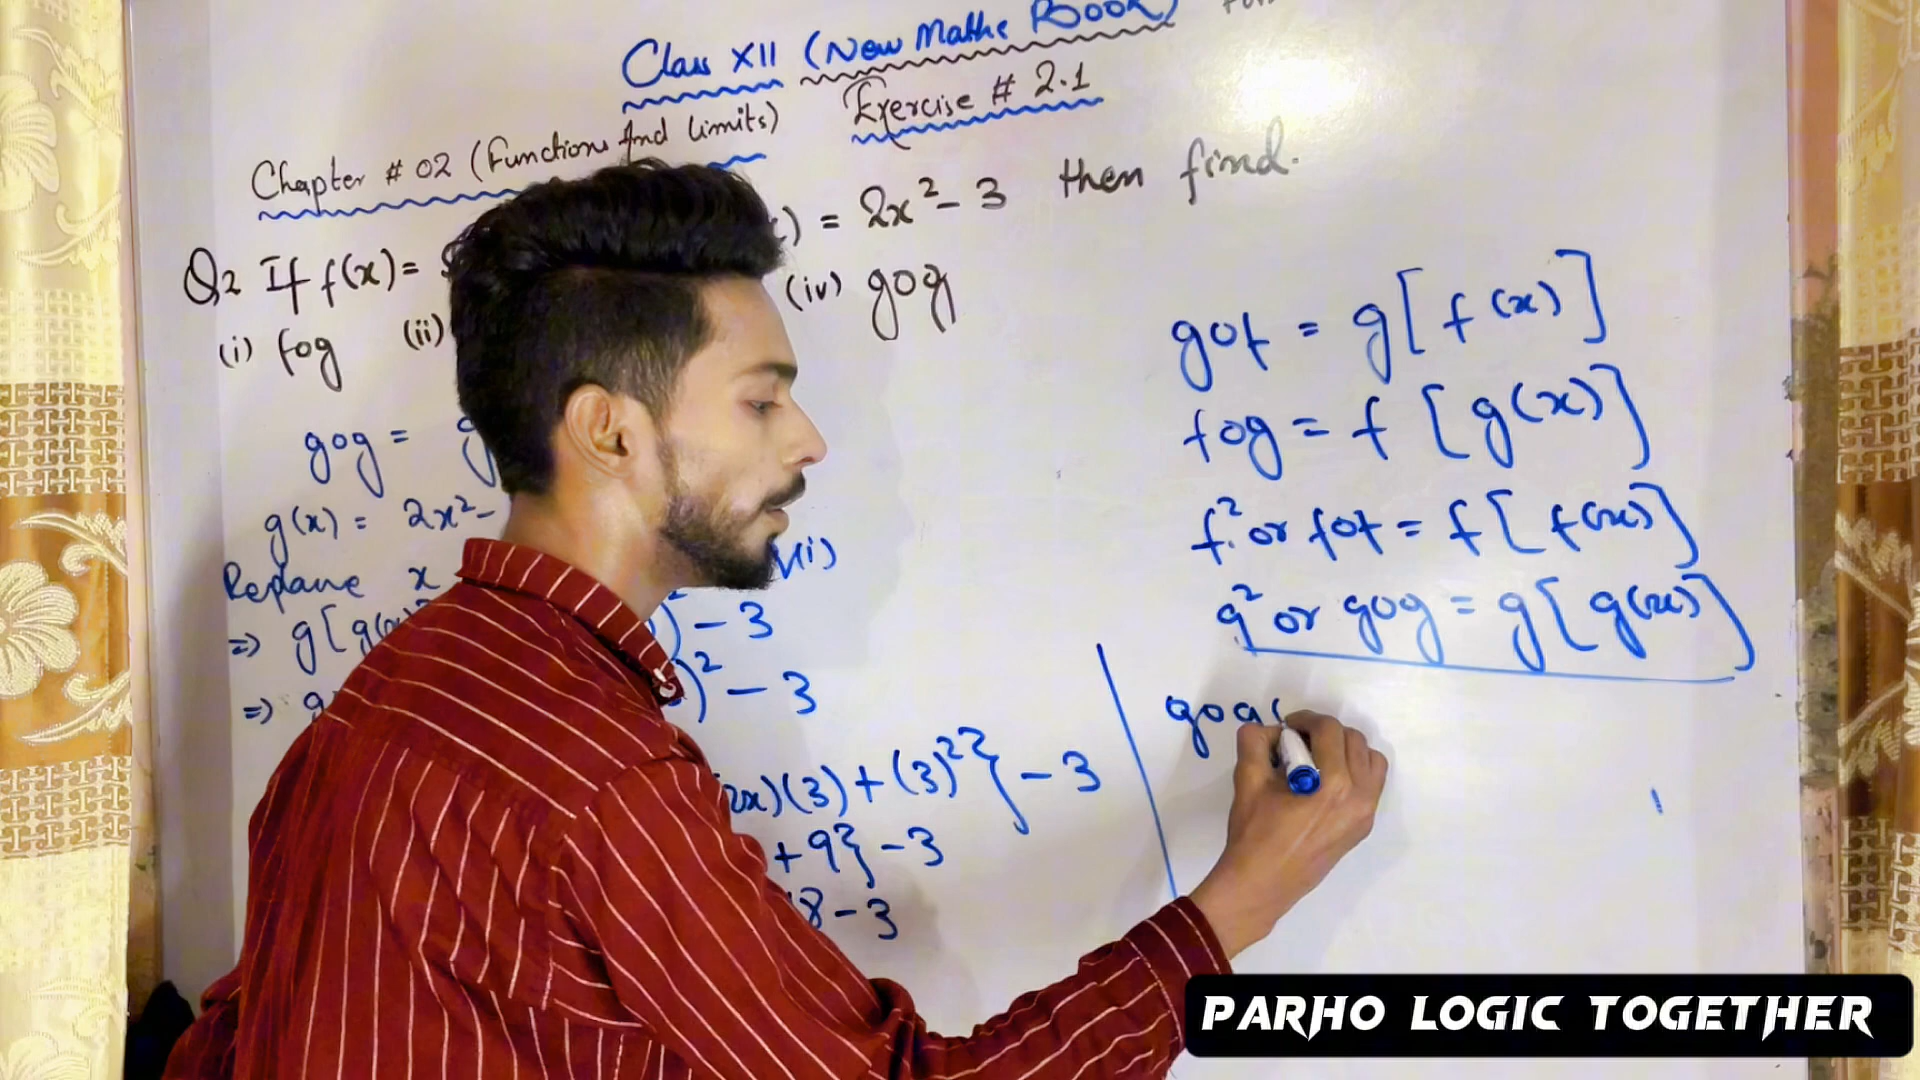 Class XII (New Maths Book)
Chapter # 02 (Functions And Limits) Exercise # 2.1
Q2 If f(x) = ) = 2x² - 3 then find.
(i) fog (ii) (iv) gog
gof = g[f(x)]
fog = f[g(x)]
f² or fof = f[f(x)]
g² or gog = g[g(x)]
gog = g
g(x) = 2x² -
Replace x
=> g[g(x) )² - 3
=> g )² - 3
2x)(3) + (3)²} - 3
+ 9} - 3
18 - 3
gog
PARHO LOGIC TOGETHER